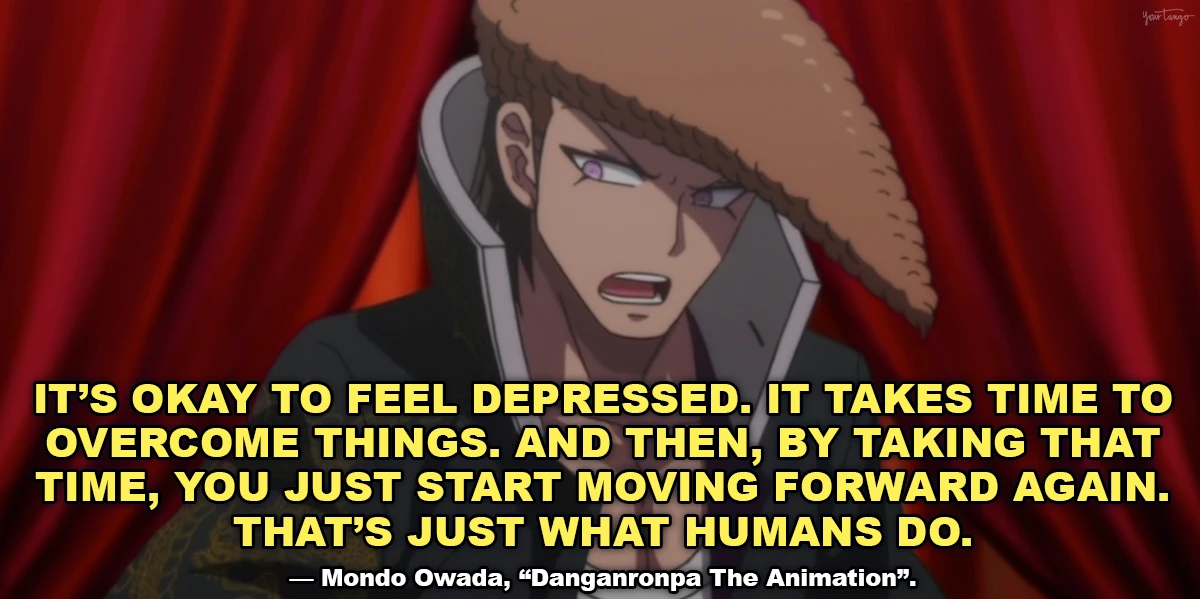 yourtango
IT'S OKAY TO FEEL DEPRESSED. IT TAKES TIME TO
OVERCOME THINGS. AND THEN, BY TAKING THAT
TIME, YOU JUST START MOVING FORWARD AGAIN.
THAT'S JUST WHAT HUMANS DO.
— Mondo Owada, “Danganronpa The Animation”.